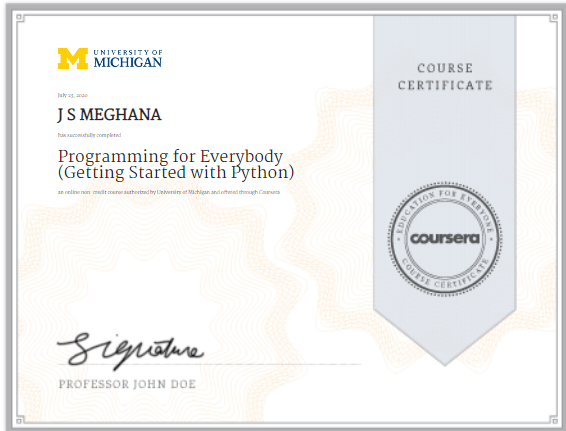 UNIVERSITY OF
MICHIGAN
COURSE
CERTIFICATE
July 25, 2020
J S MEGHANA
has successfully completed
Programming for Everybody
(Getting Started with Python)
an online non-credit course authorized by University of Michigan and offered through Coursera
EDUCATION FOR EVERYONE
coursera
COURSE CERTIFICATE
Signature
PROFESSOR JOHN DOE